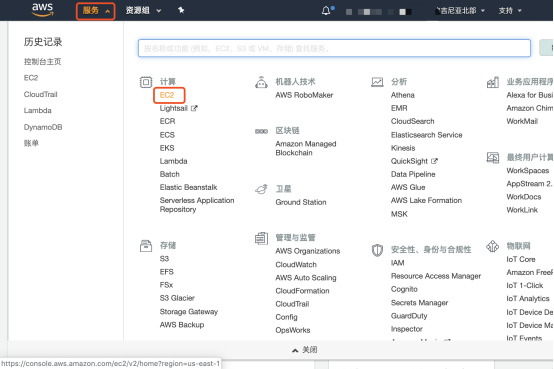 aws
服务
资源组
吉尼亚北部
支持
历史记录
控制台主页
EC2
CloudTrail
Lambda
DynamoDB
账单
按名称或功能 (例如，EC2、S3 或 VM、存储) 查找服务。
计算
EC2
Lightsail
ECR
ECS
EKS
Lambda
Batch
Elastic Beanstalk
Serverless Application
Repository
存储
S3
EFS
FSx
S3 Glacier
Storage Gateway
AWS Backup
机器人技术
AWS RoboMaker
区块链
Amazon Managed
Blockchain
卫星
Ground Station
管理与监管
AWS Organizations
CloudWatch
AWS Auto Scaling
CloudFormation
CloudTrail
Config
OpsWorks
分析
Athena
EMR
CloudSearch
Elasticsearch Service
Kinesis
QuickSight
Data Pipeline
AWS Glue
AWS Lake Formation
MSK
安全性、身份与合规性
IAM
Resource Access Manager
Cognito
Secrets Manager
GuardDuty
Inspector
业务应用程序
Alexa for Busi
Amazon Chim
WorkMail
最终用户计算
WorkSpaces
AppStream 2.
WorkDocs
WorkLink
物联网
IoT Core
Amazon FreeR
IoT 1-Click
IoT Analytics
IoT Device De
IoT Device Ma
IoT Events
关闭
https://console.aws.amazon.com/ec2/v2/home?region=us-east-1